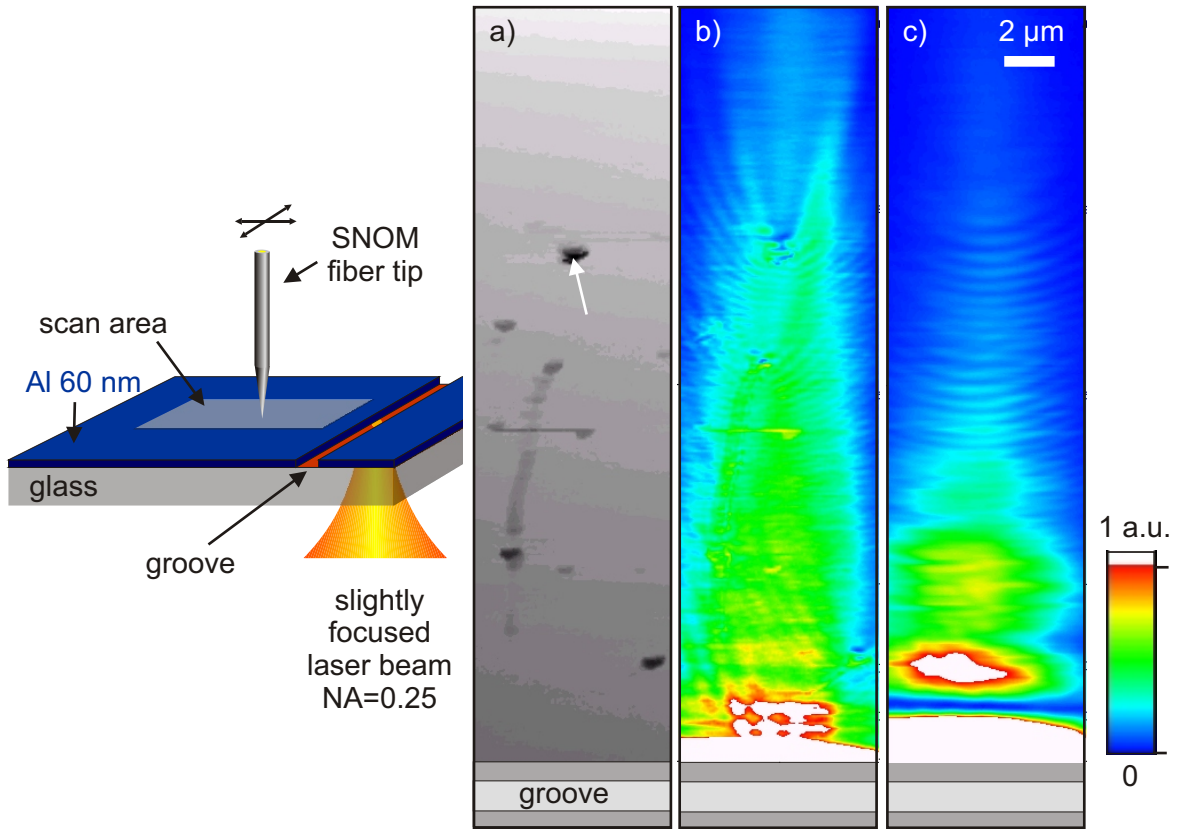 SNOM
fiber tip
scan area
Al 60 nm
glass
groove
slightly
focused
laser beam
NA=0.25
a)
groove
b)
c)
2 µm
1 a.u.
0